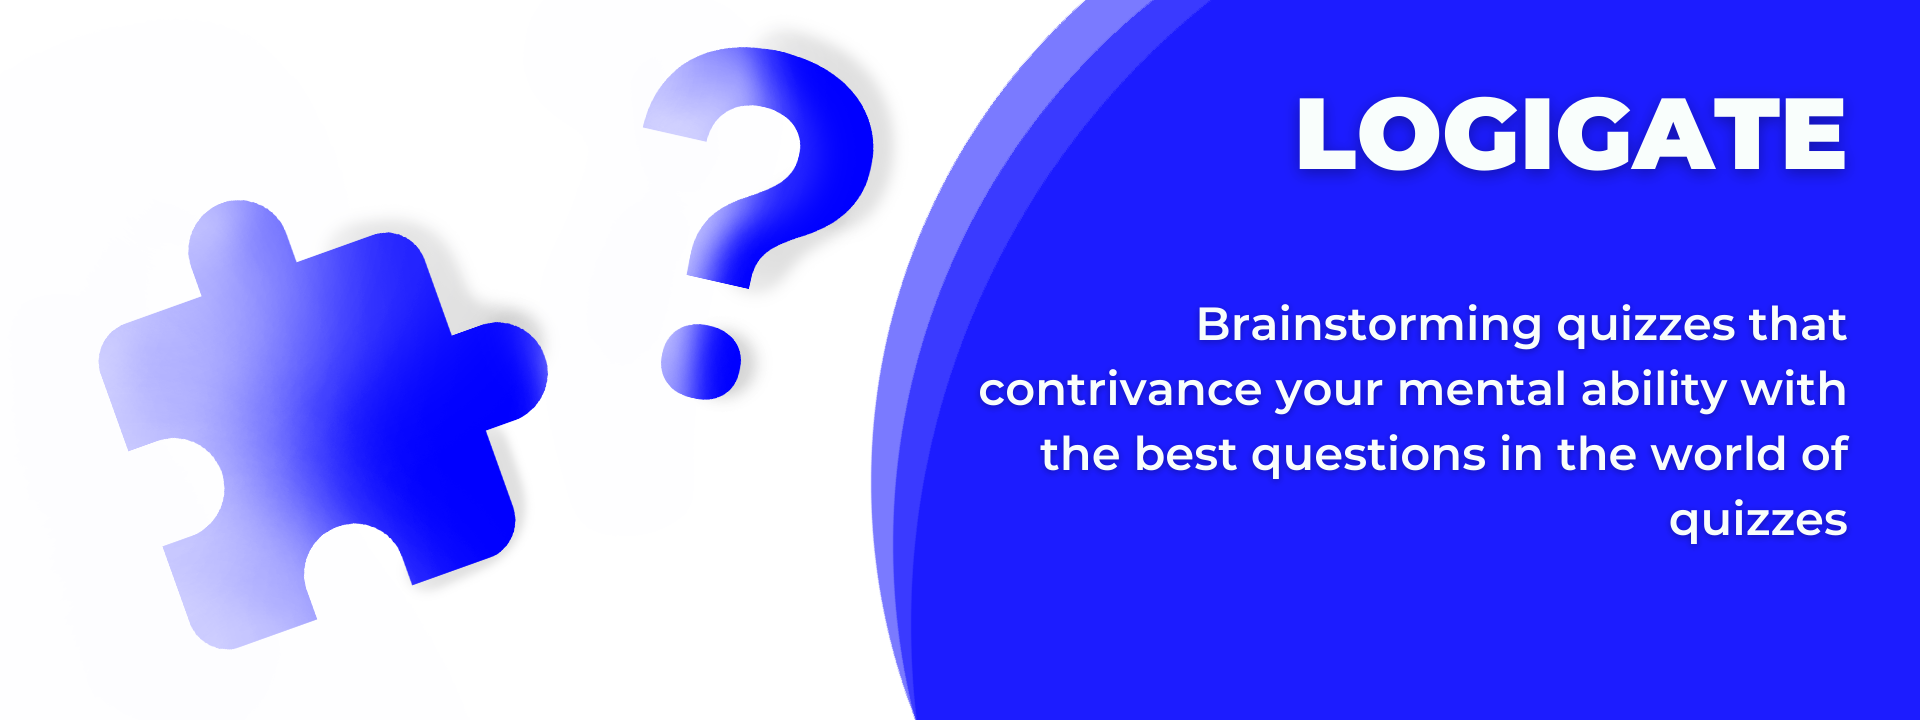 LOGIGATE
Brainstorming quizzes that
contrivance your mental ability with
the best questions in the world of
quizzes